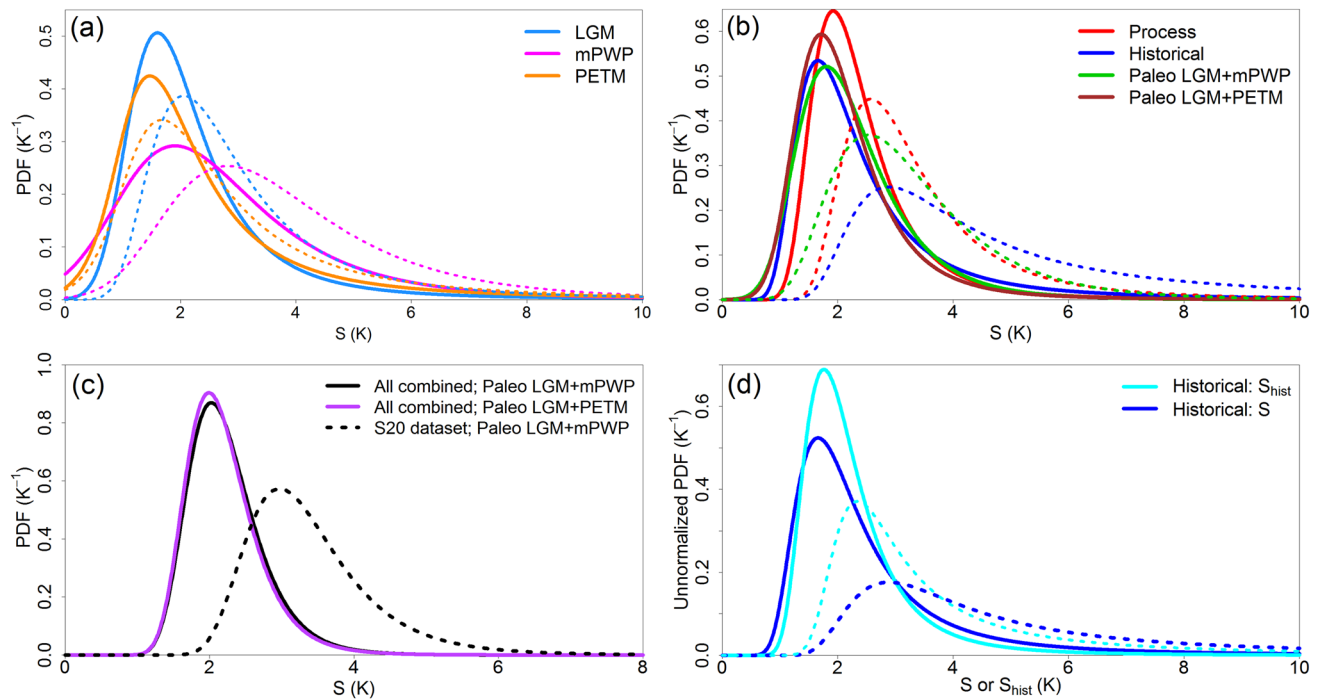 (a)
LGM
mPWP
PETM
PDF (K⁻¹)
0.0 0.1 0.2 0.3 0.4 0.5
0 2 4 6 8 10
S (K)
(b)
Process
Historical
Paleo LGM+mPWP
Paleo LGM+PETM
PDF (K⁻¹)
0.0 0.1 0.2 0.3 0.4 0.5 0.6
0 2 4 6 8 10
S (K)
(c)
All combined; Paleo LGM+mPWP
All combined; Paleo LGM+PETM
S20 dataset; Paleo LGM+mPWP
PDF (K⁻¹)
0.0 0.2 0.4 0.6 0.8 1.0
0 2 4 6 8
S (K)
(d)
Historical: S_hist
Historical: S
Unnormalized PDF (K⁻¹)
0.0 0.2 0.4 0.6
0 2 4 6 8 10
S or S_hist (K)